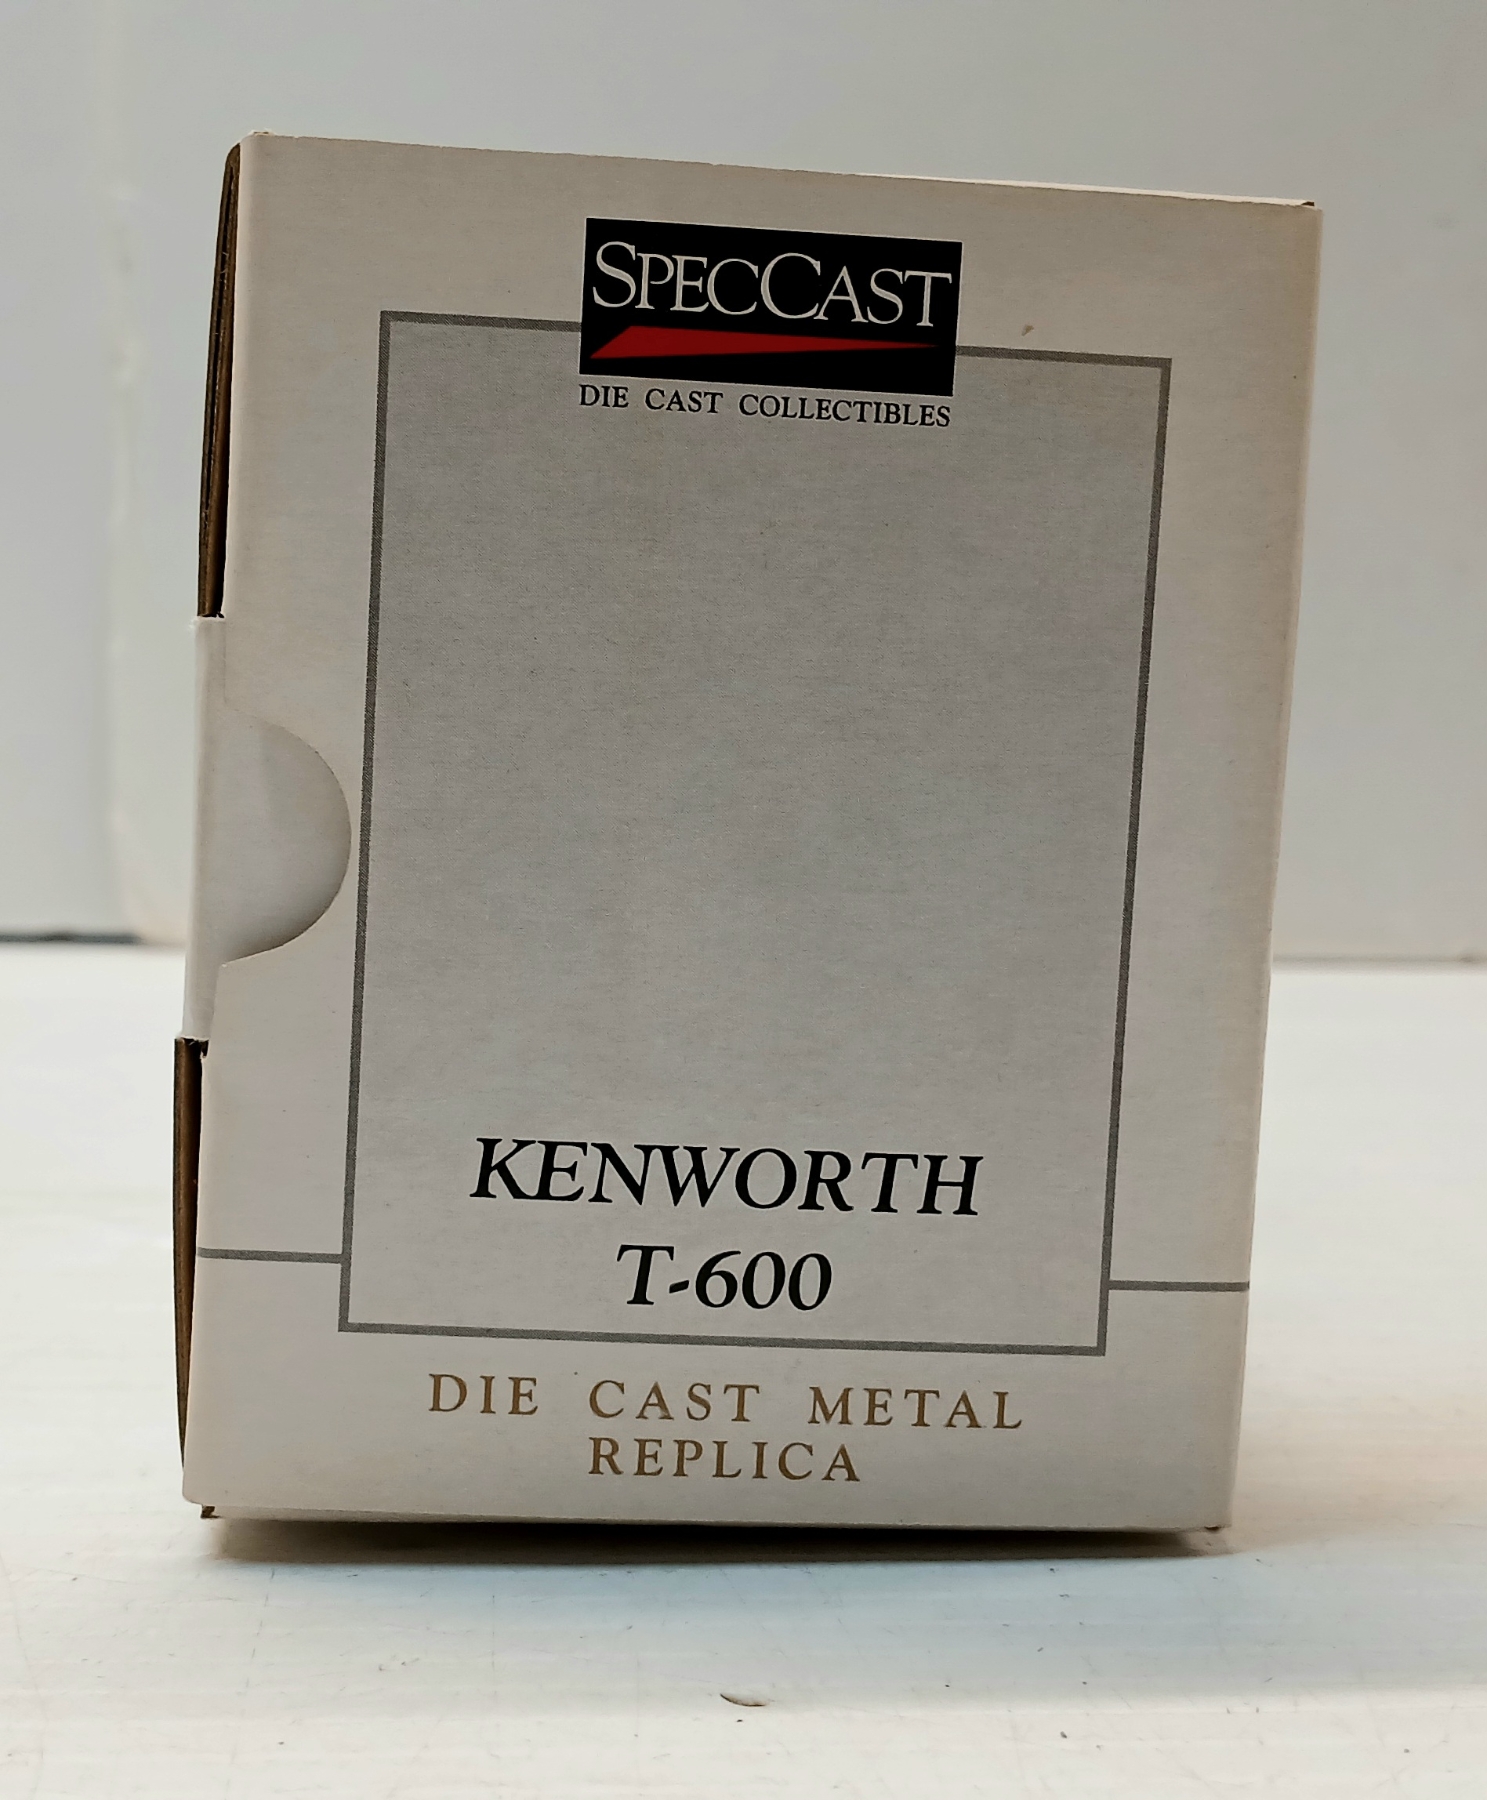 SPECCAST
DIE CAST COLLECTIBLES
KENWORTH
T-600
DIE CAST METAL
REPLICA